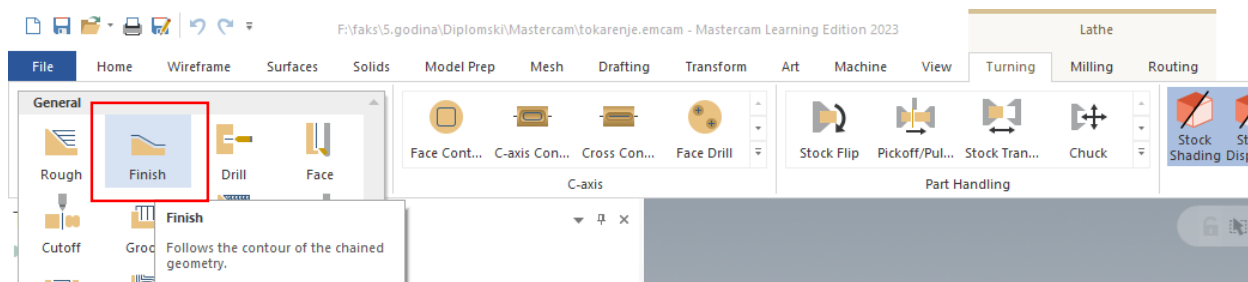 F:\faks\5.godina\Diplomski\Mastercam\tokarenje.emcam - Mastercam Learning Edition 2023
Lathe
File Home Wireframe Surfaces Solids Model Prep Mesh Drafting Transform Art Machine View Turning Milling Routing
General
Rough Finish Drill Face
Face Cont... C-axis Con... Cross Con... Face Drill
Stock Flip Pickoff/Pul... Stock Tran... Chuck
Stock
Shading
C-axis
Part Handling
Cutoff
Finish
Follows the contour of the chained
geometry.